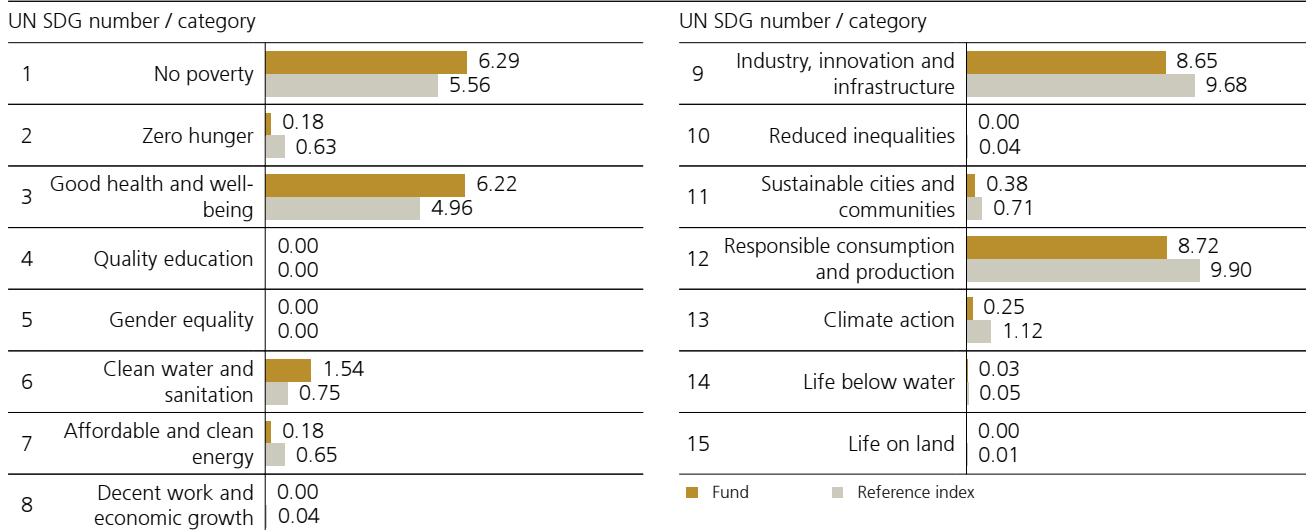 UN SDG number / category
1 No poverty 6.29
5.56
2 Zero hunger 0.18
0.63
3 Good health and well-
being 6.22
4.96
4 Quality education 0.00
0.00
5 Gender equality 0.00
0.00
6 Clean water and
sanitation 1.54
0.75
7 Affordable and clean
energy 0.18
0.65
8 Decent work and
economic growth 0.00
0.04
UN SDG number / category
9 Industry, innovation and
infrastructure 8.65
9.68
10 Reduced inequalities 0.00
0.04
11 Sustainable cities and
communities 0.38
0.71
12 Responsible consumption
and production 8.72
9.90
13 Climate action 0.25
1.12
14 Life below water 0.03
0.05
15 Life on land 0.00
0.01
Fund Reference index